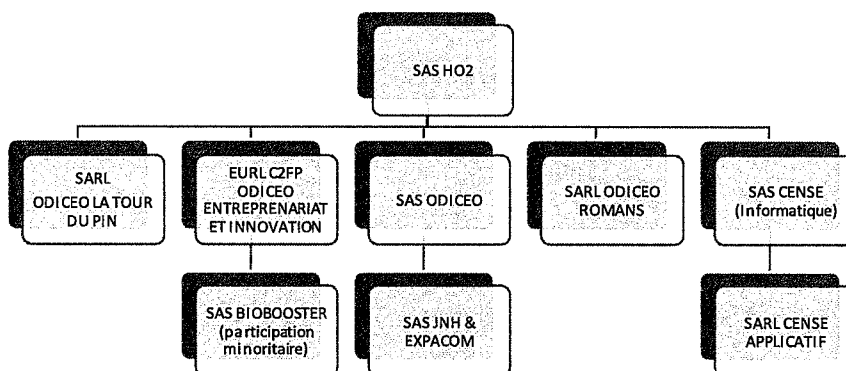 SAS HO2
SARL
ODICEO LA TOUR
DU PIN
EURL C2FP
ODICEO
ENTREPRENARIAT
ET INNOVATION
SAS ODICEO
SARL ODICEO
ROMANS
SAS CENSE
(Informatique)
SAS BIOBOOSTER
(participation
minoritaire)
SAS JNH &
EXPACOM
SARL CENSE
APPLICATIF